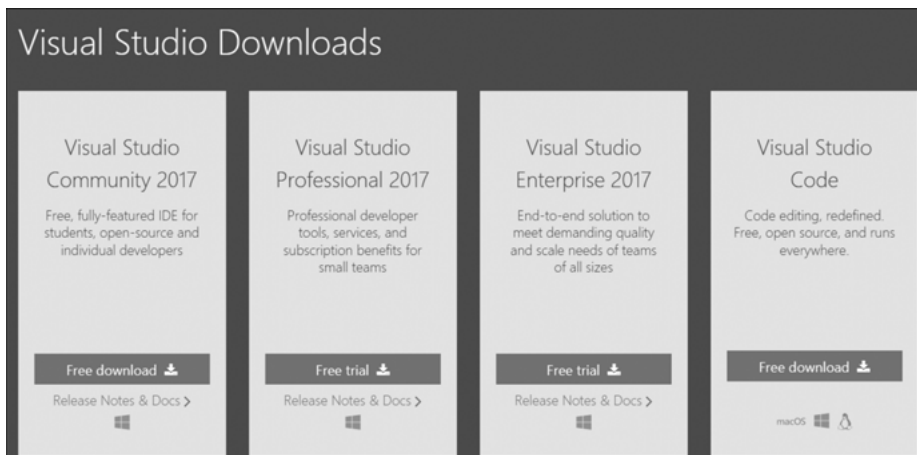 Visual Studio Downloads
Visual Studio
Community 2017
Free, fully-featured IDE for
students, open-source and
individual developers
Free download
Release Notes & Docs >
Visual Studio
Professional 2017
Professional developer
tools, services, and
subscription benefits for
small teams
Free trial
Release Notes & Docs >
Visual Studio
Enterprise 2017
End-to-end solution to
meet demanding quality
and scale needs of teams
of all sizes
Free trial
Release Notes & Docs >
Visual Studio
Code
Code editing, redefined.
Free, open source, and runs
everywhere.
Free download
macOS